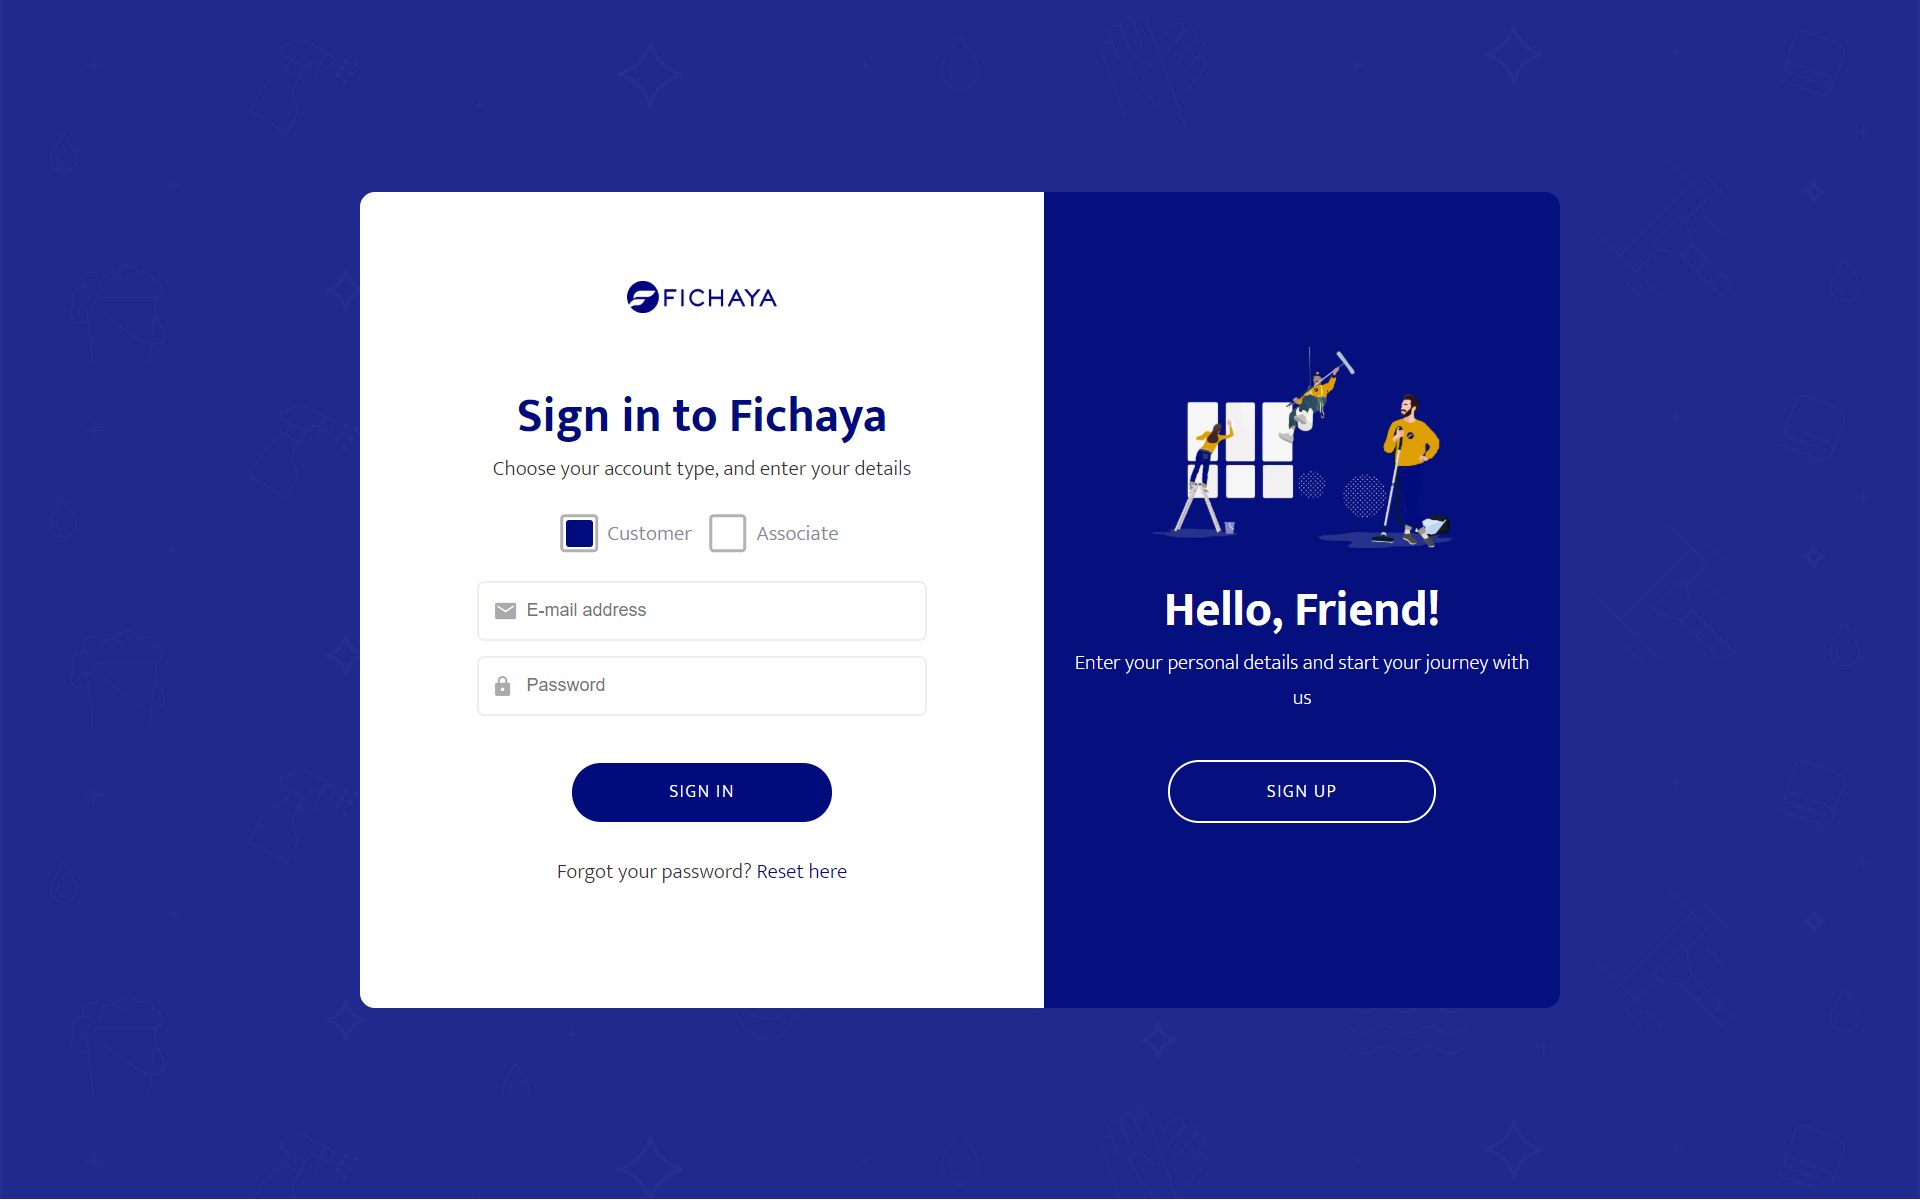 FICHAYA
Sign in to Fichaya
Choose your account type, and enter your details
Customer
Associate
E-mail address
Password
SIGN IN
Forgot your password? Reset here
Hello, Friend!
Enter your personal details and start your journey with
us
SIGN UP